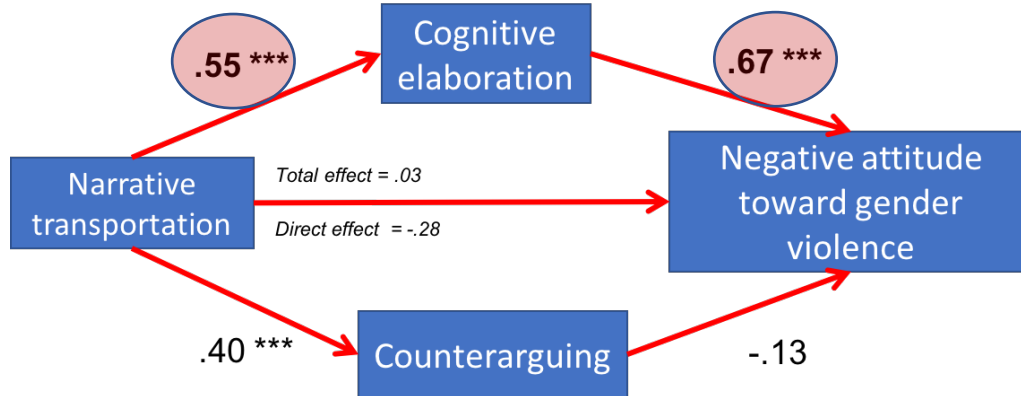 Cognitive
elaboration
.55 ***
.67 ***
Narrative
transportation
Total effect = .03
Direct effect = -.28
Negative attitude
toward gender
violence
.40 ***
Counterarguing
-.13